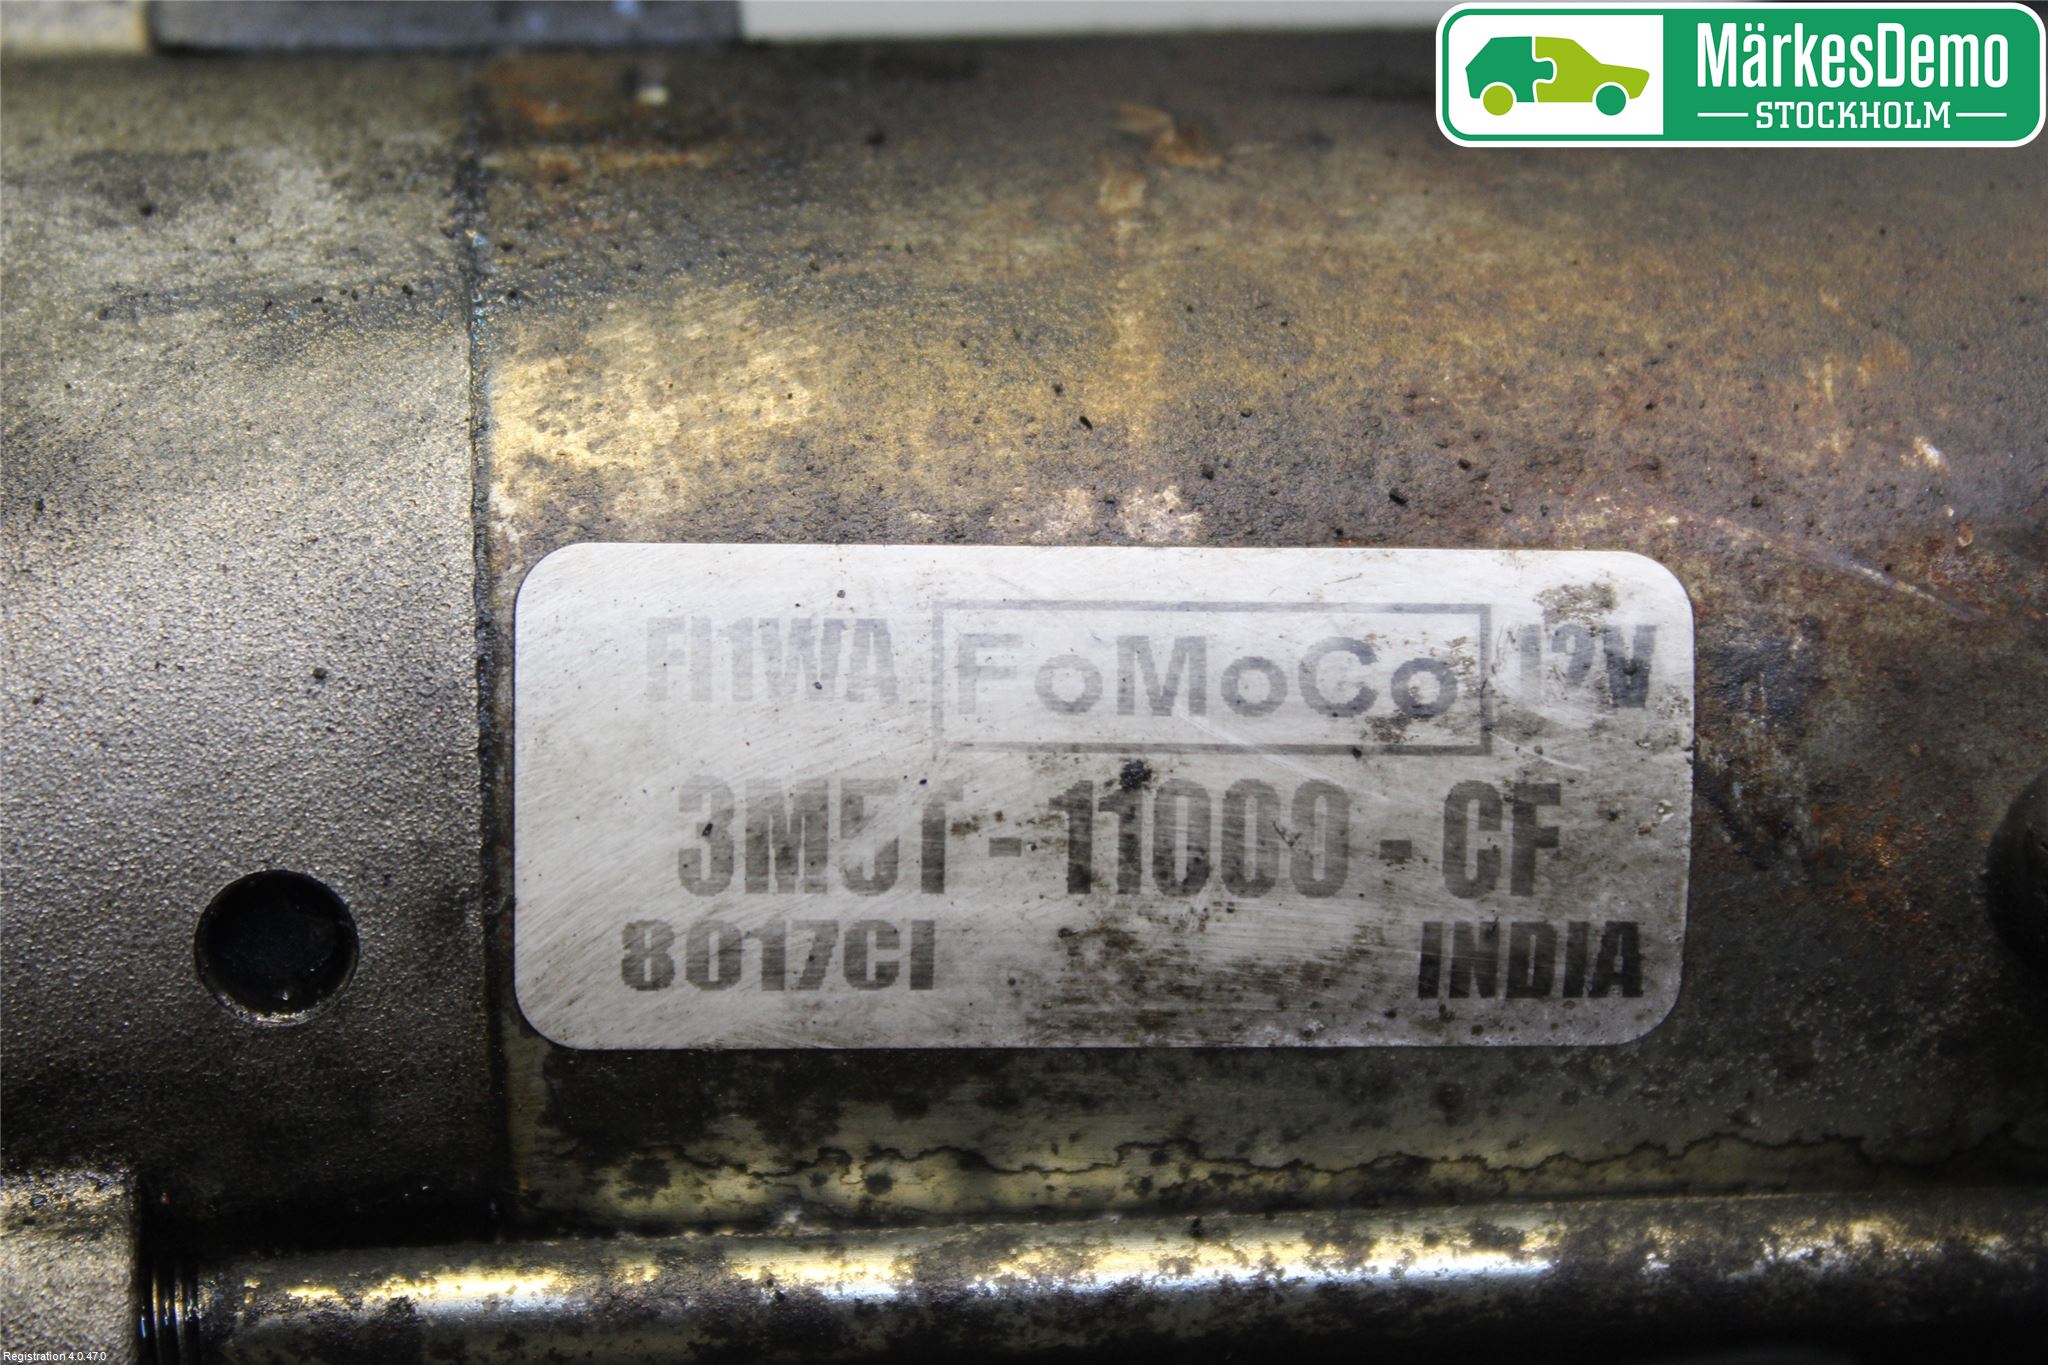 MärkesDemo
STOCKHOLM
FI1WA FoMoCo 12V
3M5T - 11000 - CF
8017CI INDIA
Registration 4.0.47.0